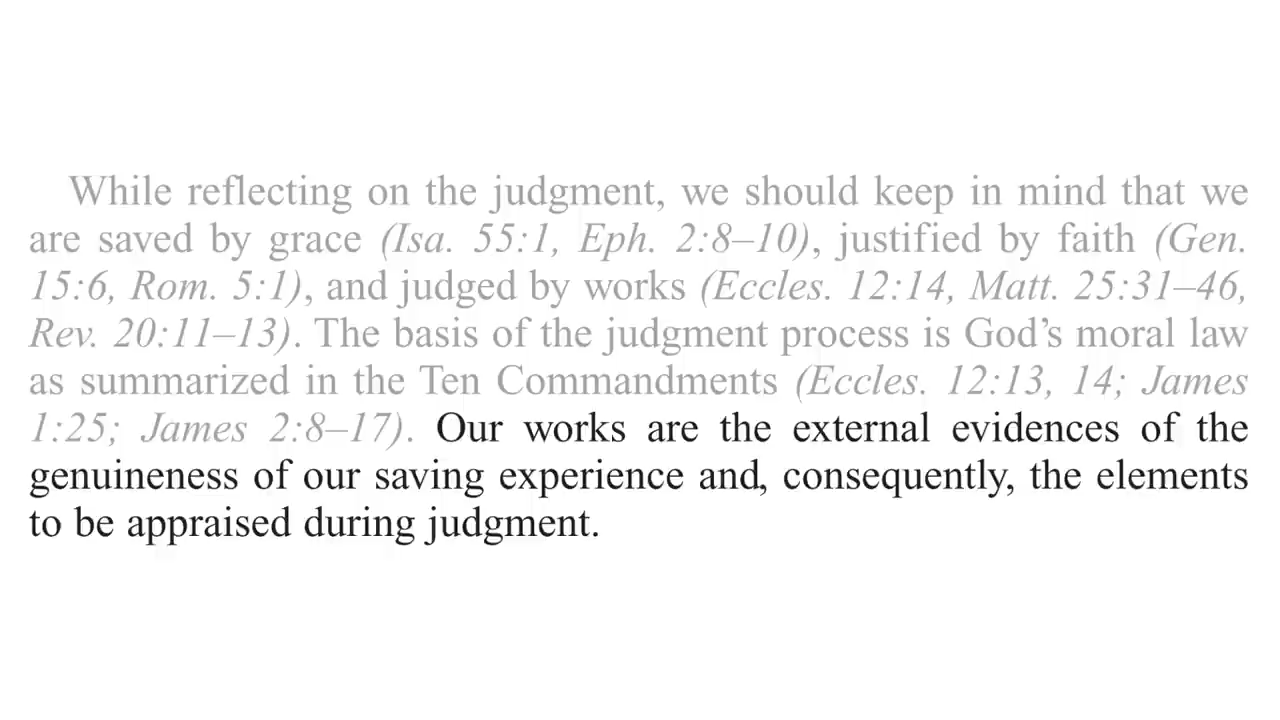 While reflecting on the judgment, we should keep in mind that we
are saved by grace (Isa. 55:1, Eph. 2:8–10), justified by faith (Gen.
15:6, Rom. 5:1), and judged by works (Eccles. 12:14, Matt. 25:31–46,
Rev. 20:11–13). The basis of the judgment process is God’s moral law
as summarized in the Ten Commandments (Eccles. 12:13, 14; James
1:25; James 2:8–17). Our works are the external evidences of the
genuineness of our saving experience and, consequently, the elements
to be appraised during judgment.